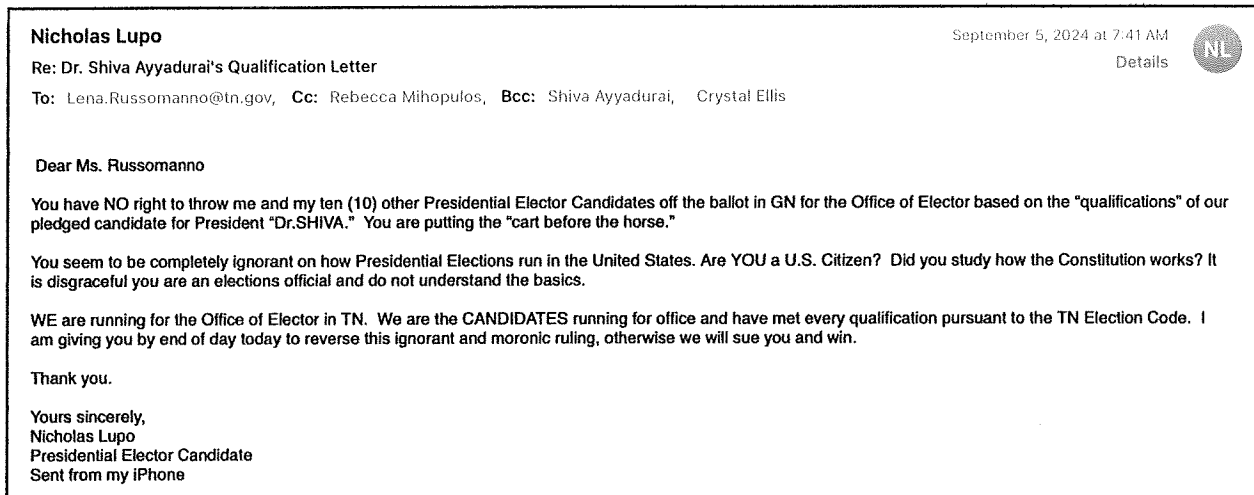 Nicholas Lupo
September 5, 2024 at 7:41 AM
NL
Re: Dr. Shiva Ayyadurai's Qualification Letter
Details
To: Lena.Russomanno@tn.gov, Cc: Rebecca Mihopulos, Bcc: Shiva Ayyadurai, Crystal Ellis
Dear Ms. Russomanno
You have NO right to throw me and my ten (10) other Presidential Elector Candidates off the ballot in GN for the Office of Elector based on the "qualifications" of our
pledged candidate for President "Dr.SHIVA." You are putting the "cart before the horse."
You seem to be completely ignorant on how Presidential Elections run in the United States. Are YOU a U.S. Citizen? Did you study how the Constitution works? It
is disgraceful you are an elections official and do not understand the basics.
WE are running for the Office of Elector in TN. We are the CANDIDATES running for office and have met every qualification pursuant to the TN Election Code. I
am giving you by end of day today to reverse this ignorant and moronic ruling, otherwise we will sue you and win.
Thank you.
Yours sincerely,
Nicholas Lupo
Presidential Elector Candidate
Sent from my iPhone